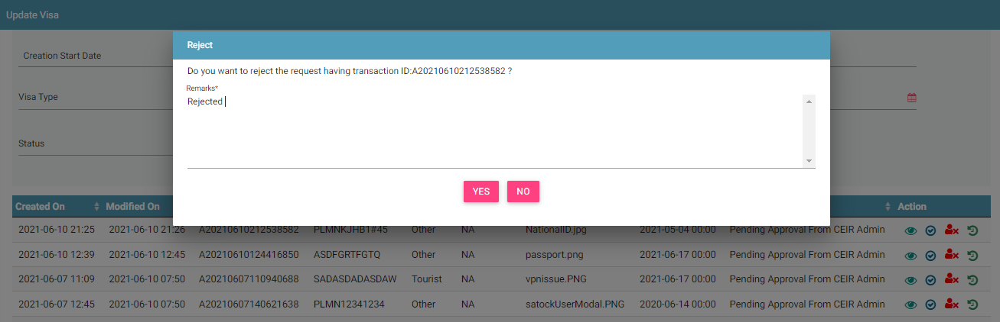 Update Visa
Reject
Do you want to reject the request having transaction ID:A20210610212538582 ?
Remarks*
Rejected
YES NO
Creation Start Date
Visa Type
Status
Created On Modified On Action
2021-06-10 21:25 2021-06-10 21:26 A20210610212538582 PLMNKJHB1#45 Other NA NationalID.jpg 2021-05-04 00:00 Pending Approval From CEIR Admin
2021-06-10 12:39 2021-06-10 12:45 A20210610124416850 ASDFGRTFGTQ Other NA passport.png 2021-06-17 00:00 Pending Approval From CEIR Admin
2021-06-07 11:09 2021-06-10 07:50 A20210607110940688 SADASDADASDAW Tourist NA vpnissue.PNG 2021-06-17 00:00 Pending Approval From CEIR Admin
2021-06-07 12:45 2021-06-10 07:50 A20210607140621638 PLMN12341234 Other NA satockUserModal.PNG 2020-06-14 00:00 Pending Approval From CEIR Admin